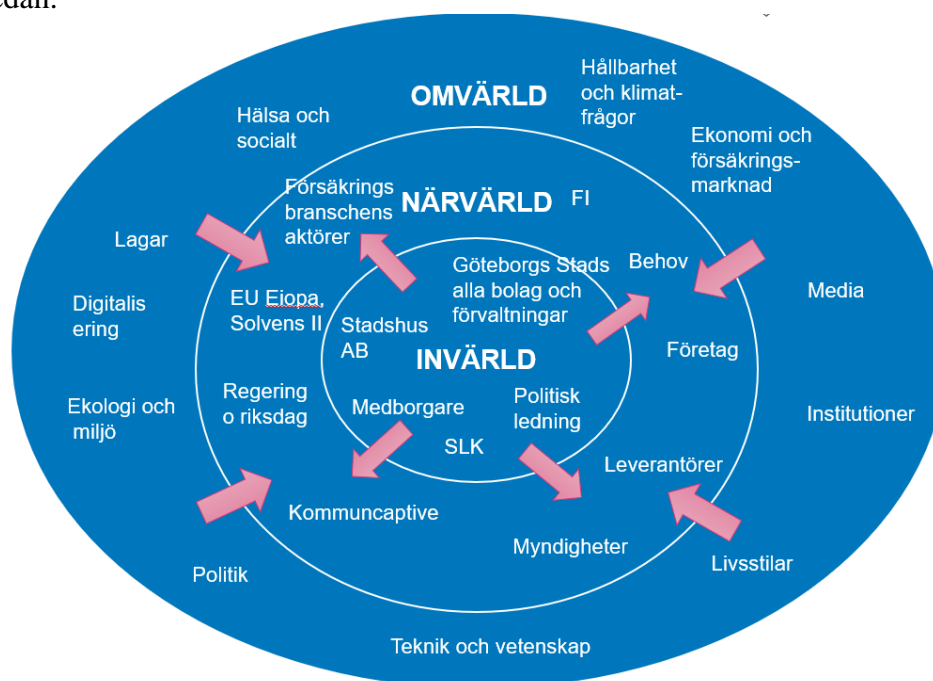 edan.
OMVÄRLD
Hållbarhet
och klimat-
frågor
Hälsa och
socialt
Ekonomi och
försäkrings-
marknad
Försäkrings
branschens
aktörer
NÄRVÄRLD
FI
Lagar
Göteborgs Stads
alla bolag och
förvaltningar
Behov
Media
Digitalis
ering
EU Eiopa,
Solvens II
Stadshus
AB
INVÄRLD
Företag
Ekologi och
miljö
Regering
o riksdag
Medborgare
Politisk
ledning
Institutioner
SLK
Leverantörer
Kommuncaptive
Myndigheter
Politik
Livsstilar
Teknik och vetenskap